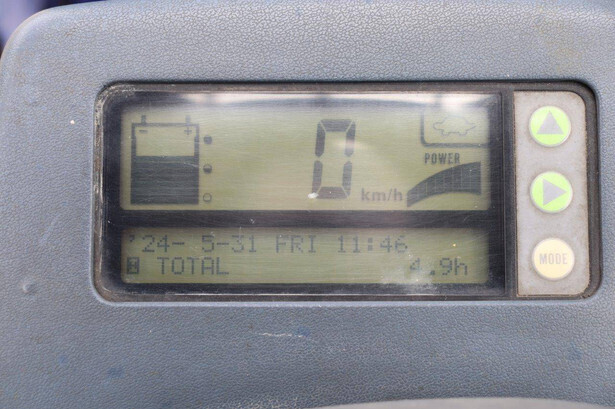 - +
0 km/h
POWER
'24- 5-31 FRI 11:46
TOTAL 4.9h
MODE